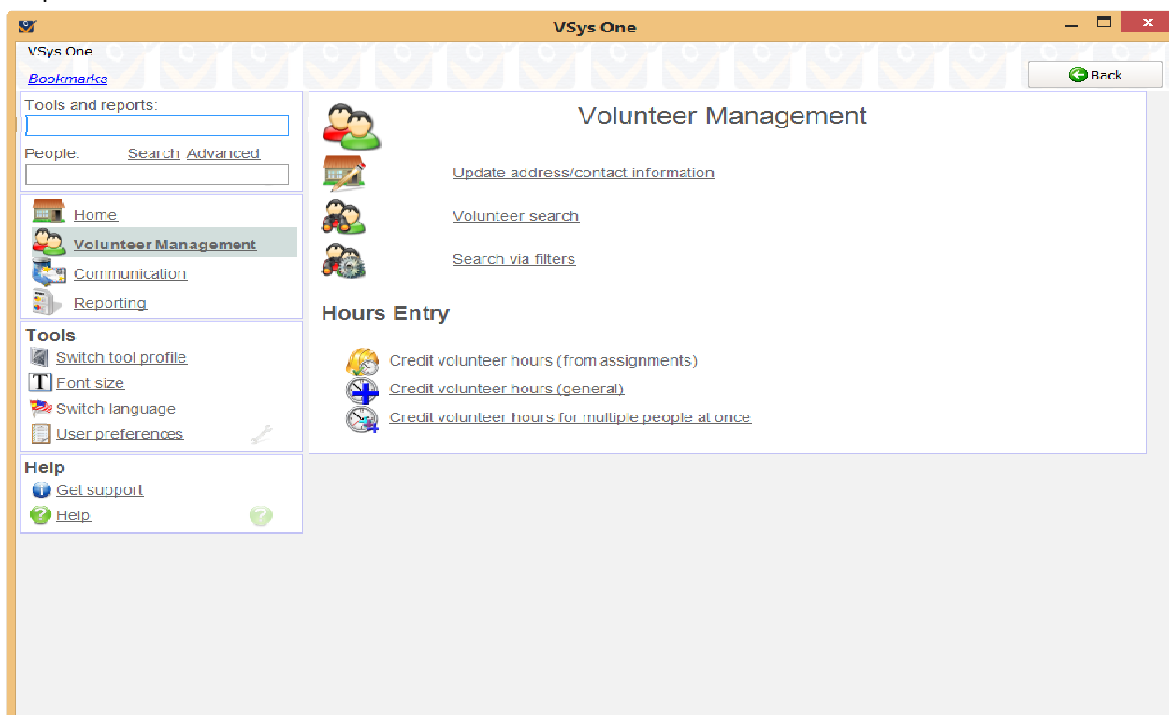 VSys One
VSys One
Bookmarks
Back
Tools and reports:
People: Search Advanced
Home
Volunteer Management
Communication
Reporting
Tools
Switch tool profile
Font size
Switch language
User preferences
Help
Get support
Help
Volunteer Management
Update address/contact information
Volunteer search
Search via filters
Hours Entry
Credit volunteer hours (from assignments)
Credit volunteer hours (general)
Credit volunteer hours for multiple people at once